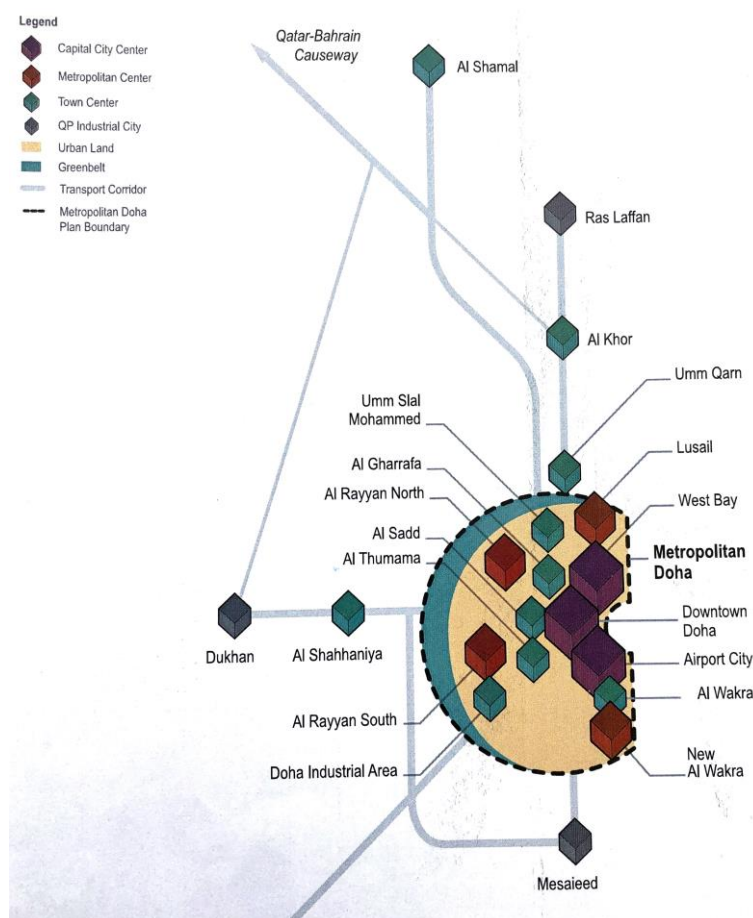 Legend
Capital City Center
Metropolitan Center
Town Center
QP Industrial City
Urban Land
Greenbelt
Transport Corridor
Metropolitan Doha
Plan Boundary
Qatar-Bahrain
Causeway
Al Shamal
Ras Laffan
Al Khor
Umm Qarn
Umm Slal
Mohammed
Lusail
Al Gharrafa
Al Rayyan North
West Bay
Al Sadd
Al Thumama
Metropolitan
Doha
Downtown
Doha
Dukhan
Al Shahhaniya
Airport City
Al Wakra
Al Rayyan South
Doha Industrial Area
New
Al Wakra
Mesaieed